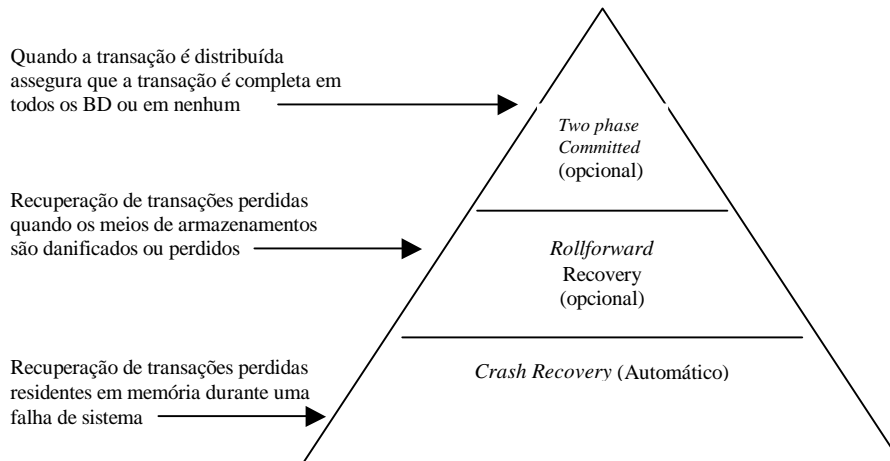 Quando a transação é distribuída
assegura que a transação é completa em
todos os BD ou em nenhum
Two phase
Committed
(opcional)
Recuperação de transações perdidas
quando os meios de armazenamentos
são danificados ou perdidos
Rollforward
Recovery
(opcional)
Recuperação de transações perdidas
residentes em memória durante uma
falha de sistema
Crash Recovery (Automático)